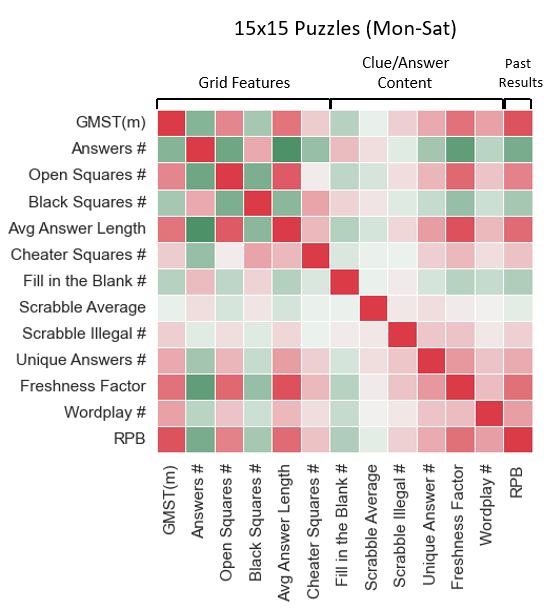 15x15 Puzzles (Mon-Sat)
Grid Features
Clue/Answer
Content
Past
Results
GMST(m)
Answers #
Open Squares #
Black Squares #
Avg Answer Length
Cheater Squares #
Fill in the Blank #
Scrabble Average
Scrabble Illegal #
Unique Answers #
Freshness Factor
Wordplay #
RPB
GMST(m)
Answers #
Open Squares #
Black Squares #
Avg Answer Length
Cheater Squares #
Fill in the Blank #
Scrabble Average
Scrabble Illegal #
Unique Answer #
Freshness Factor
Wordplay #
RPB